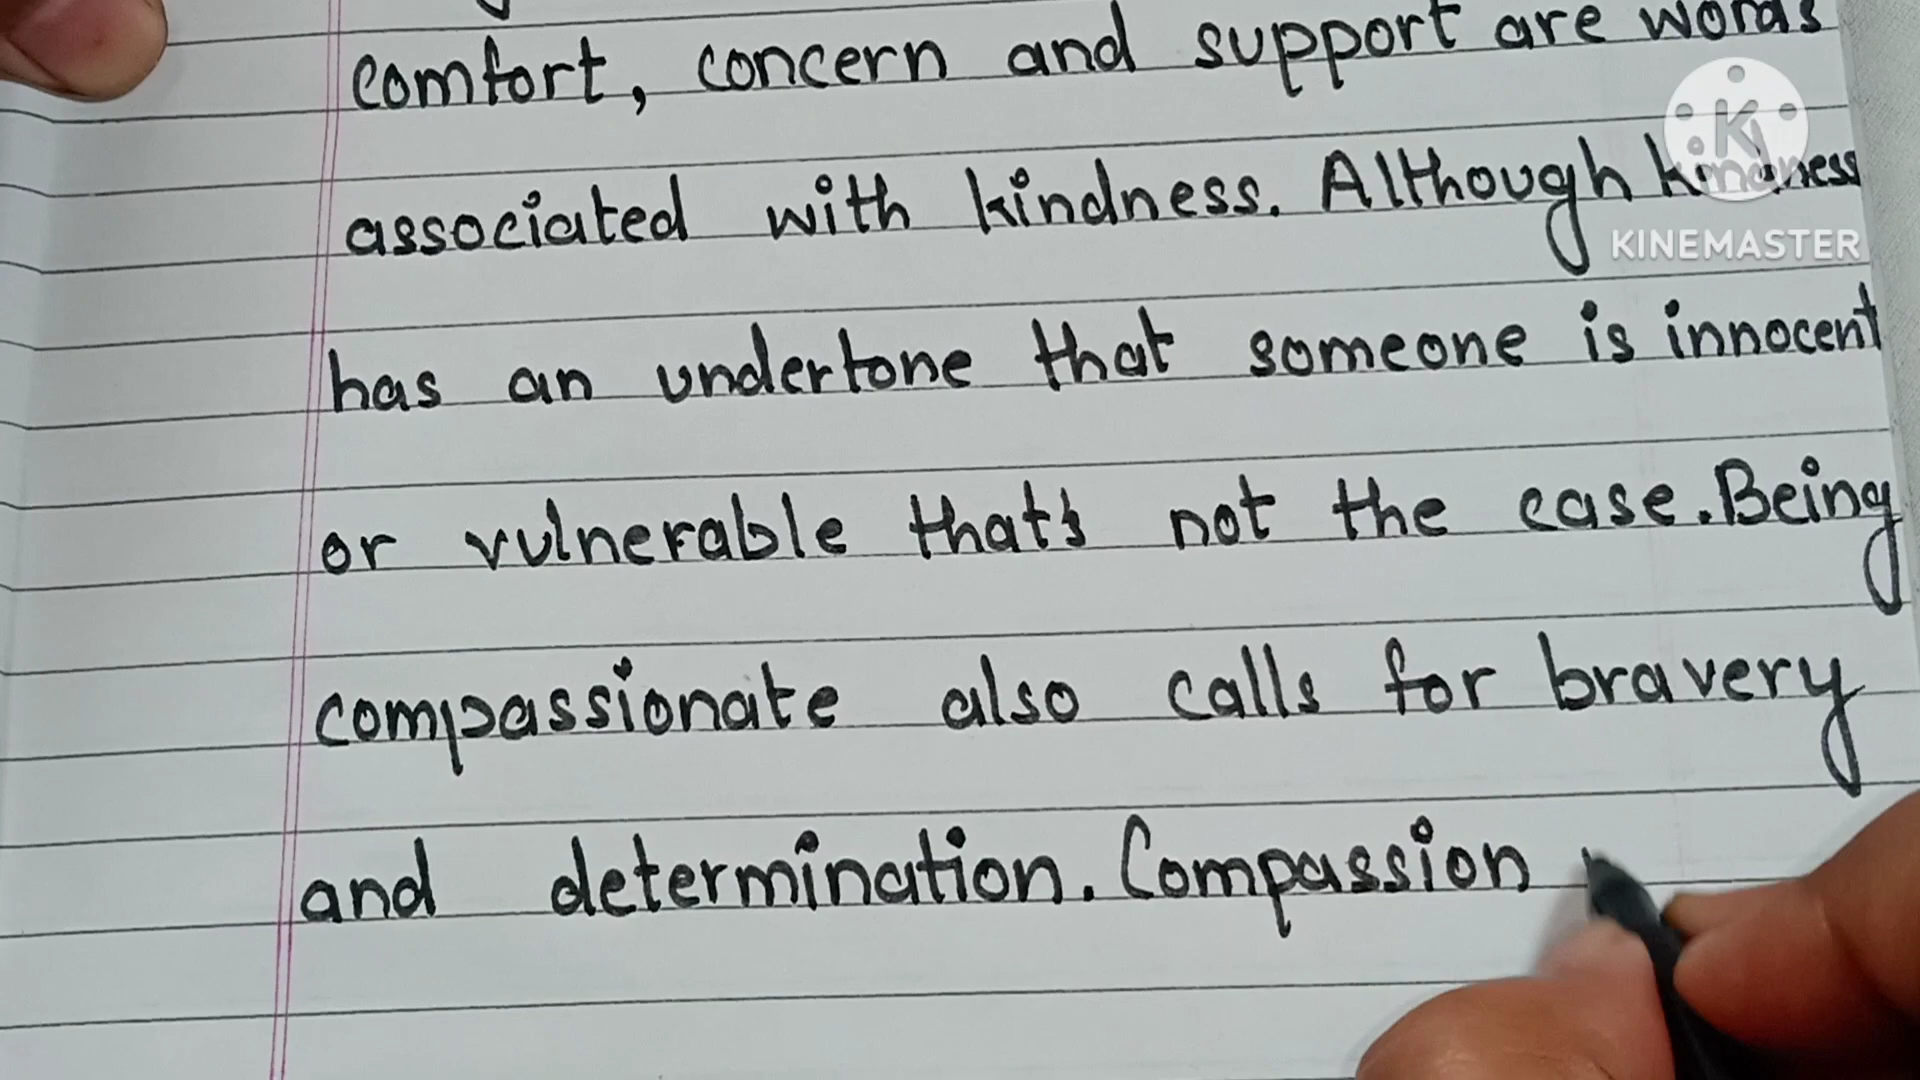 comfort, concern and support are words
associated with kindness. Although kindness
KINEMASTER
has an undertone that someone is innocent
or vulnerable that's not the case. Being
compassionate also calls for bravery
and determination. Compassion